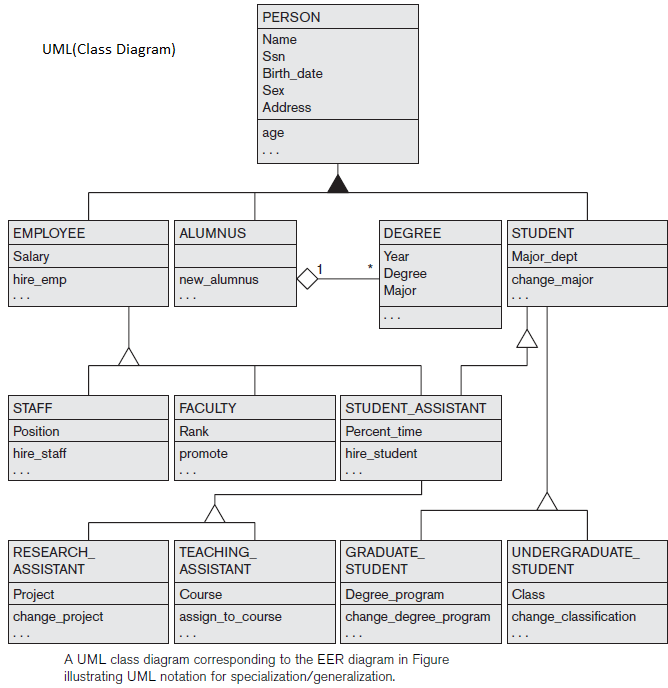 UML(Class Diagram)
PERSON
Name
Ssn
Birth_date
Sex
Address
age
. . .
EMPLOYEE
Salary
hire_emp
. . .
ALUMNUS
new_alumnus
. . .
1
*
DEGREE
Year
Degree
Major
. . .
STUDENT
Major_dept
change_major
. . .
STAFF
Position
hire_staff
. . .
FACULTY
Rank
promote
. . .
STUDENT_ASSISTANT
Percent_time
hire_student
. . .
RESEARCH_
ASSISTANT
Project
change_project
. . .
TEACHING_
ASSISTANT
Course
assign_to_course
. . .
GRADUATE_
STUDENT
Degree_program
change_degree_program
. . .
UNDERGRADUATE_
STUDENT
Class
change_classification
. . .
A UML class diagram corresponding to the EER diagram in Figure
illustrating UML notation for specialization/generalization.